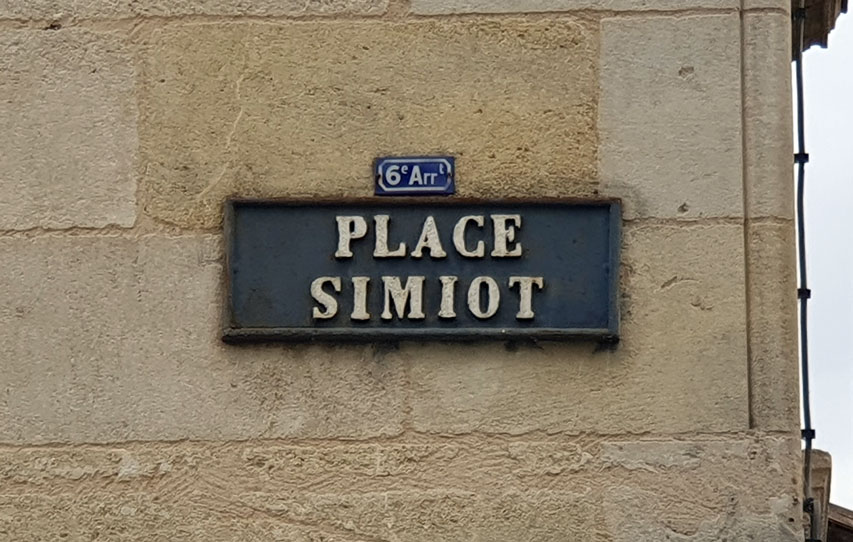 6e Arrt
PLACE
SIMIOT